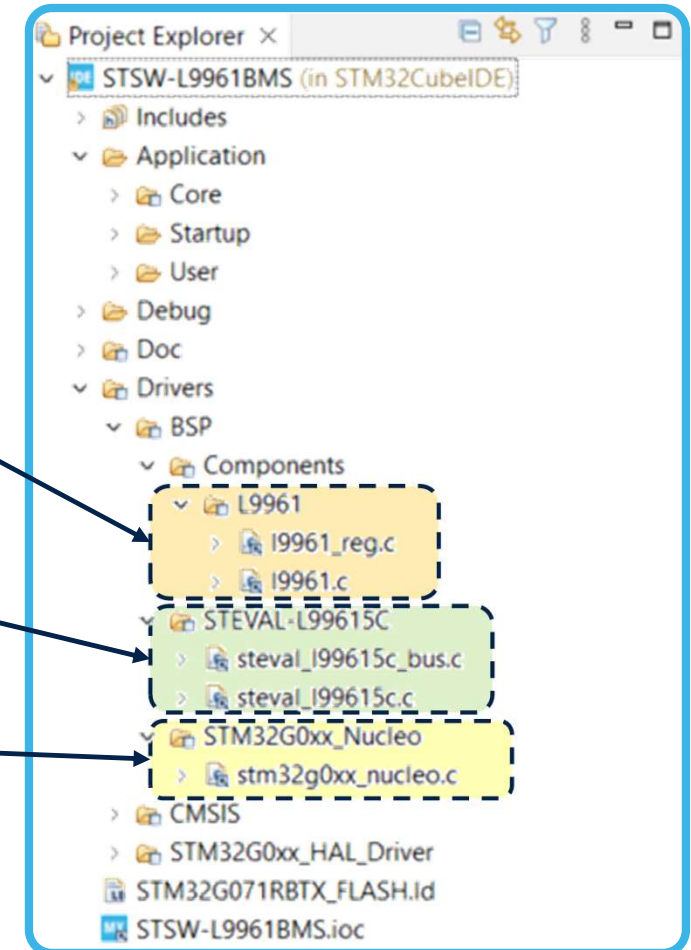 Project Explorer
STSW-L9961BMS (in STM32CubeIDE)
Includes
Application
Core
Startup
User
Debug
Doc
Drivers
BSP
Components
L9961
l9961_reg.c
l9961.c
STEVAL-L99615C
steval_l99615c_bus.c
steval_l99615c.c
STM32G0xx_Nucleo
stm32g0xx_nucleo.c
CMSIS
STM32G0xx_HAL_Driver
STM32G071RBTX_FLASH.ld
STSW-L9961BMS.ioc